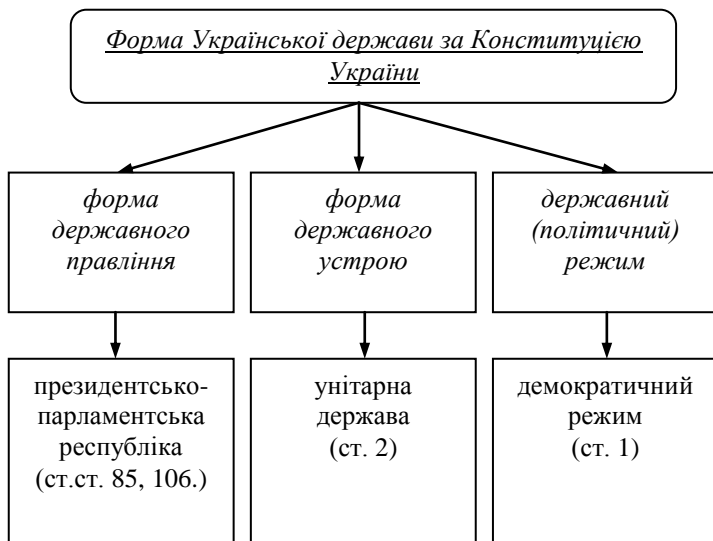 Форма Української держави за Конституцією
України
форма
державного
правління
форма
державного
устрою
державний
(політичний)
режим
президентсько-
парламентська
республіка
(ст.ст. 85, 106.)
унітарна
держава
(ст. 2)
демократичний
режим
(ст. 1)